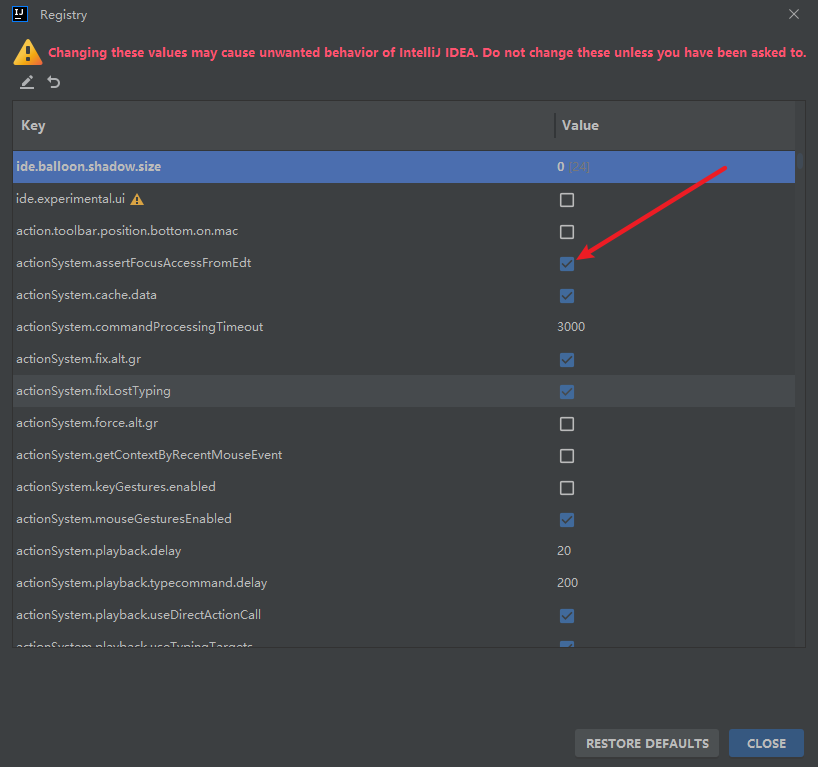 IJ Registry
Changing these values may cause unwanted behavior of IntelliJ IDEA. Do not change these unless you have been asked to.
Key Value
ide.balloon.shadow.size 0 [24]
ide.experimental.ui
action.toolbar.position.bottom.on.mac
actionSystem.assertFocusAccessFromEdt
actionSystem.cache.data
actionSystem.commandProcessingTimeout 3000
actionSystem.fix.alt.gr
actionSystem.fixLostTyping
actionSystem.force.alt.gr
actionSystem.getContextByRecentMouseEvent
actionSystem.keyGestures.enabled
actionSystem.mouseGesturesEnabled
actionSystem.playback.delay 20
actionSystem.playback.typecommand.delay 200
actionSystem.playback.useDirectActionCall
actionSystem.playback.useTypingTargets
RESTORE DEFAULTS CLOSE